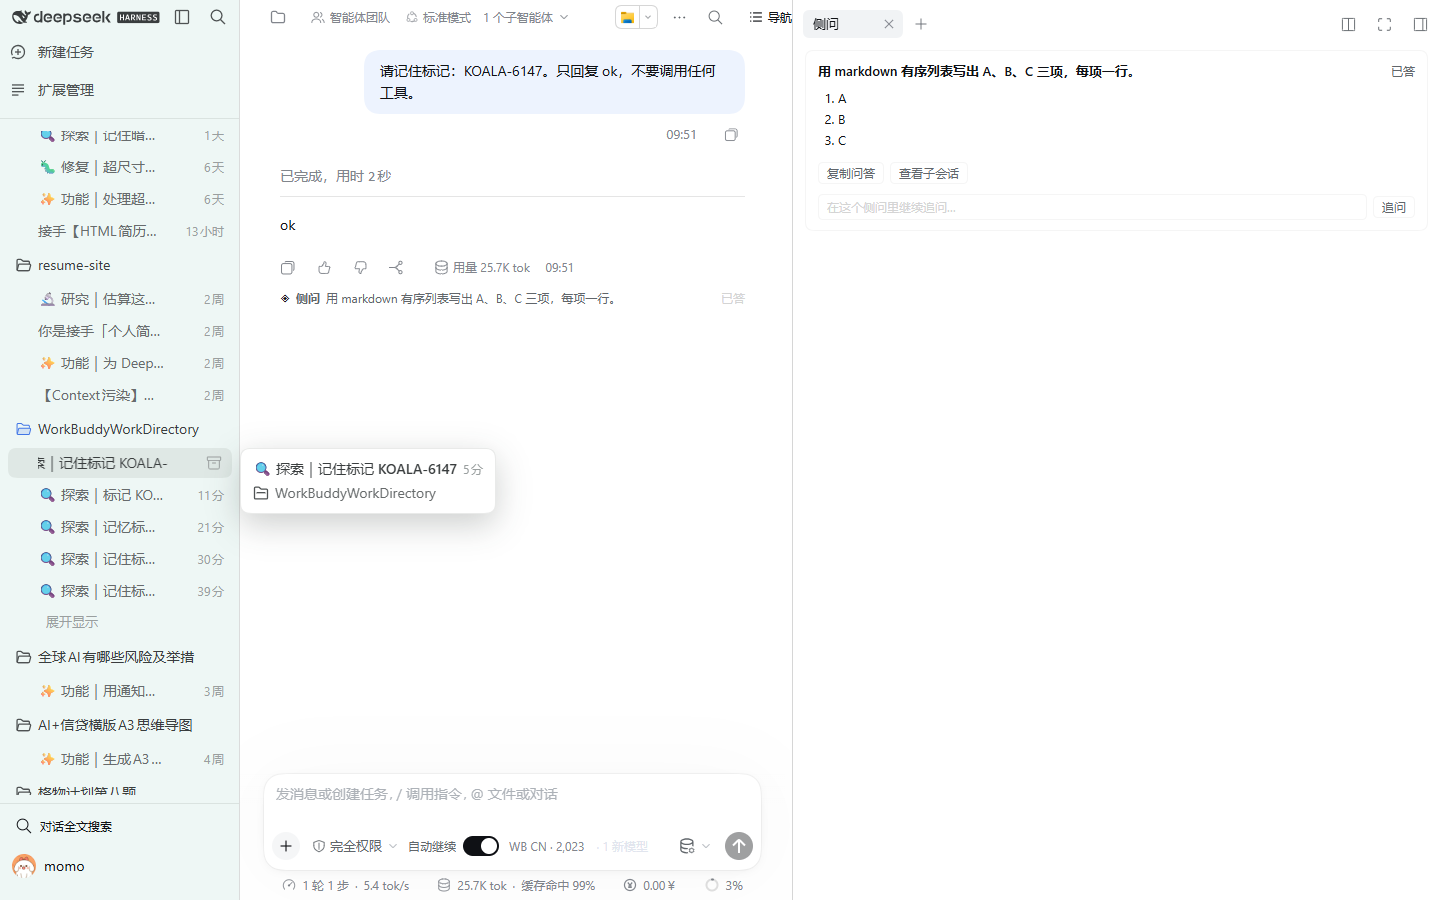 deepseek HARNESS
新建任务
扩展管理
探索 | 记住暗... 1天
修复 | 超尺寸... 6天
功能 | 处理超... 6天
接手【HTML简历... 13小时
resume-site
研究 | 估算这... 2周
你是接手「个人简... 2周
功能 | 为 Deep... 2周
【Context污染】... 2周
WorkBuddyWorkDirectory
索 | 记住标记 KOALA-
探索 | 标记 KO... 11分
探索 | 记忆标... 21分
探索 | 记住标... 30分
探索 | 记住标... 39分
展开显示
全球AI有哪些风险及举措
功能 | 用通知... 3周
AI+信贷横版A3思维导图
功能 | 生成A3... 4周
格物计划第八题
对话全文搜索
momo
智能体团队 标准模式 1 个子智能体
导航
请记住标记：KOALA-6147。只回复 ok，不要调用任何
工具。
09:51
已完成，用时 2 秒
ok
用量 25.7K tok 09:51
侧问 用 markdown 有序列表写出 A、B、C 三项，每项一行。 已答
探索 | 记住标记 KOALA-6147 5分
WorkBuddyWorkDirectory
发消息或创建任务, / 调用指令, @ 文件或对话
完全权限 自动继续 WB CN · 2,023 · 1 新模型
1 轮 1 步 · 5.4 tok/s 25.7K tok · 缓存命中 99% 0.00 ¥ 3%
侧问
用 markdown 有序列表写出 A、B、C 三项，每项一行。 已答
1. A
2. B
3. C
复制问答 查看子会话
在这个侧问里继续追问... 追问